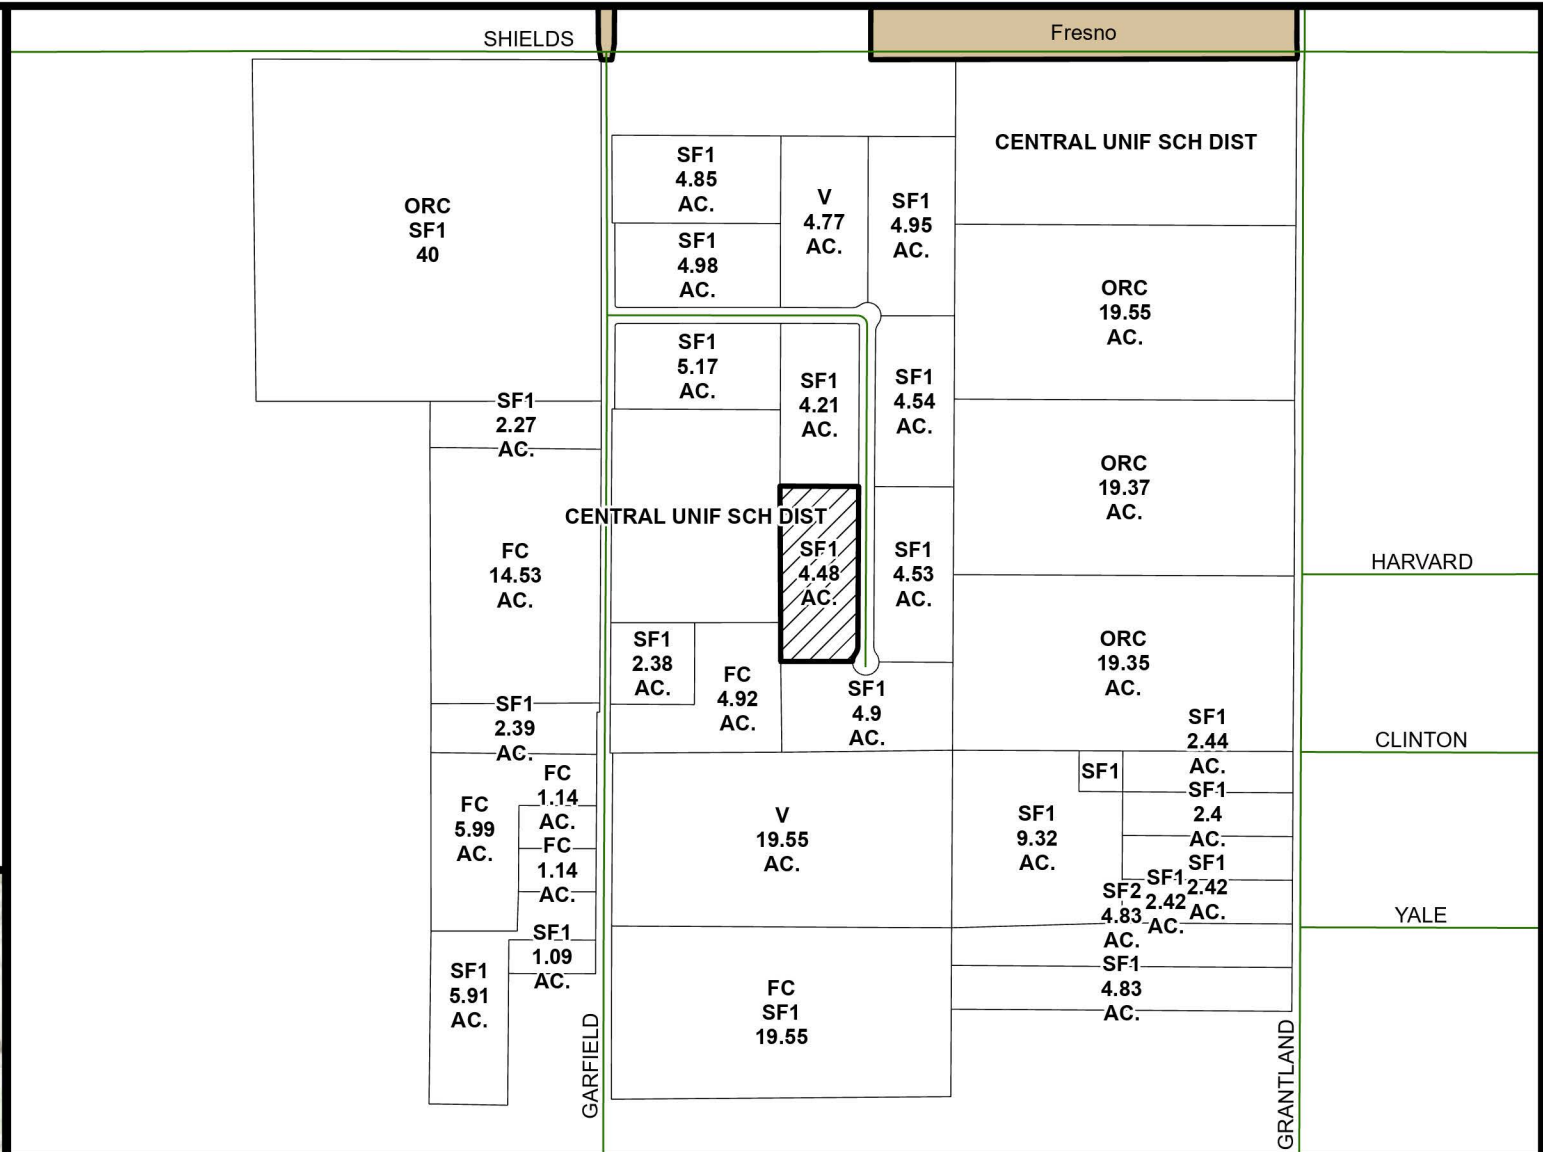 SHIELDS
Fresno
CENTRAL UNIF SCH DIST
ORC
SF1
40
SF1
4.85
AC.
V
4.77
AC.
SF1
4.95
AC.
SF1
4.98
AC.
ORC
19.55
AC.
SF1
5.17
AC.
SF1
4.21
AC.
SF1
4.54
AC.
SF1
2.27
AC.
ORC
19.37
AC.
CENTRAL UNIF SCH DIST
FC
14.53
AC.
SF1
4.48
AC.
SF1
4.53
AC.
HARVARD
SF1
2.38
AC.
FC
4.92
AC.
SF1
4.9
AC.
ORC
19.35
AC.
SF1
2.39
AC.
SF1
2.44
AC.
CLINTON
FC
1.14
AC.
FC
5.99
AC.
FC
1.14
AC.
V
19.55
AC.
SF1
SF1
9.32
AC.
SF1
2.4
AC.
SF1
2.42
AC.
SF1
2.42
AC.
SF2
4.83
AC.
YALE
SF1
1.09
AC.
SF1
5.91
AC.
FC
SF1
19.55
SF1
4.83
AC.
GARFIELD
GRANTLAND